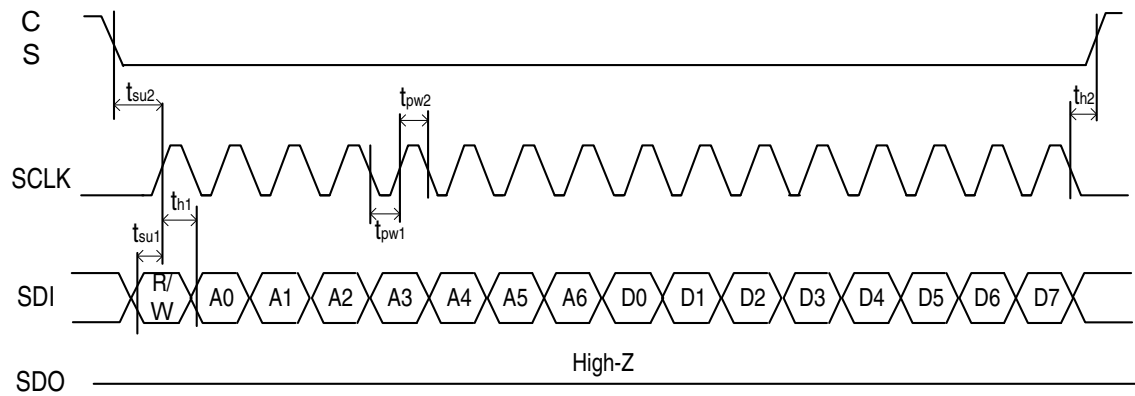 C
S
tsu2
tpw2
th2
SCLK
th1
tsu1
tpw1
SDI
R/
W
A0 A1 A2 A3 A4 A5 A6 D0 D1 D2 D3 D4 D5 D6 D7
High-Z
SDO